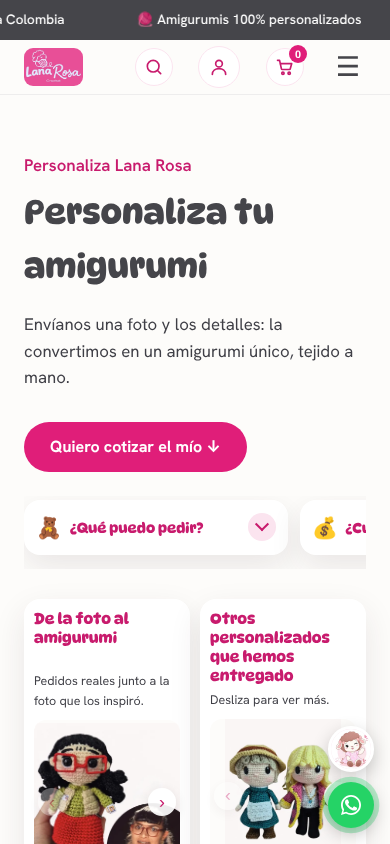 a Colombia
Amigurumis 100% personalizados
Lana Rosa
0
Personaliza Lana Rosa
Personaliza tu
amigurumi
Envíanos una foto y los detalles: la
convertimos en un amigurumi único, tejido a
mano.
Quiero cotizar el mío ↓
¿Qué puedo pedir?
¿Cu
De la foto al
amigurumi
Pedidos reales junto a la
foto que los inspiró.
Otros
personalizados
que hemos
entregado
Desliza para ver más.